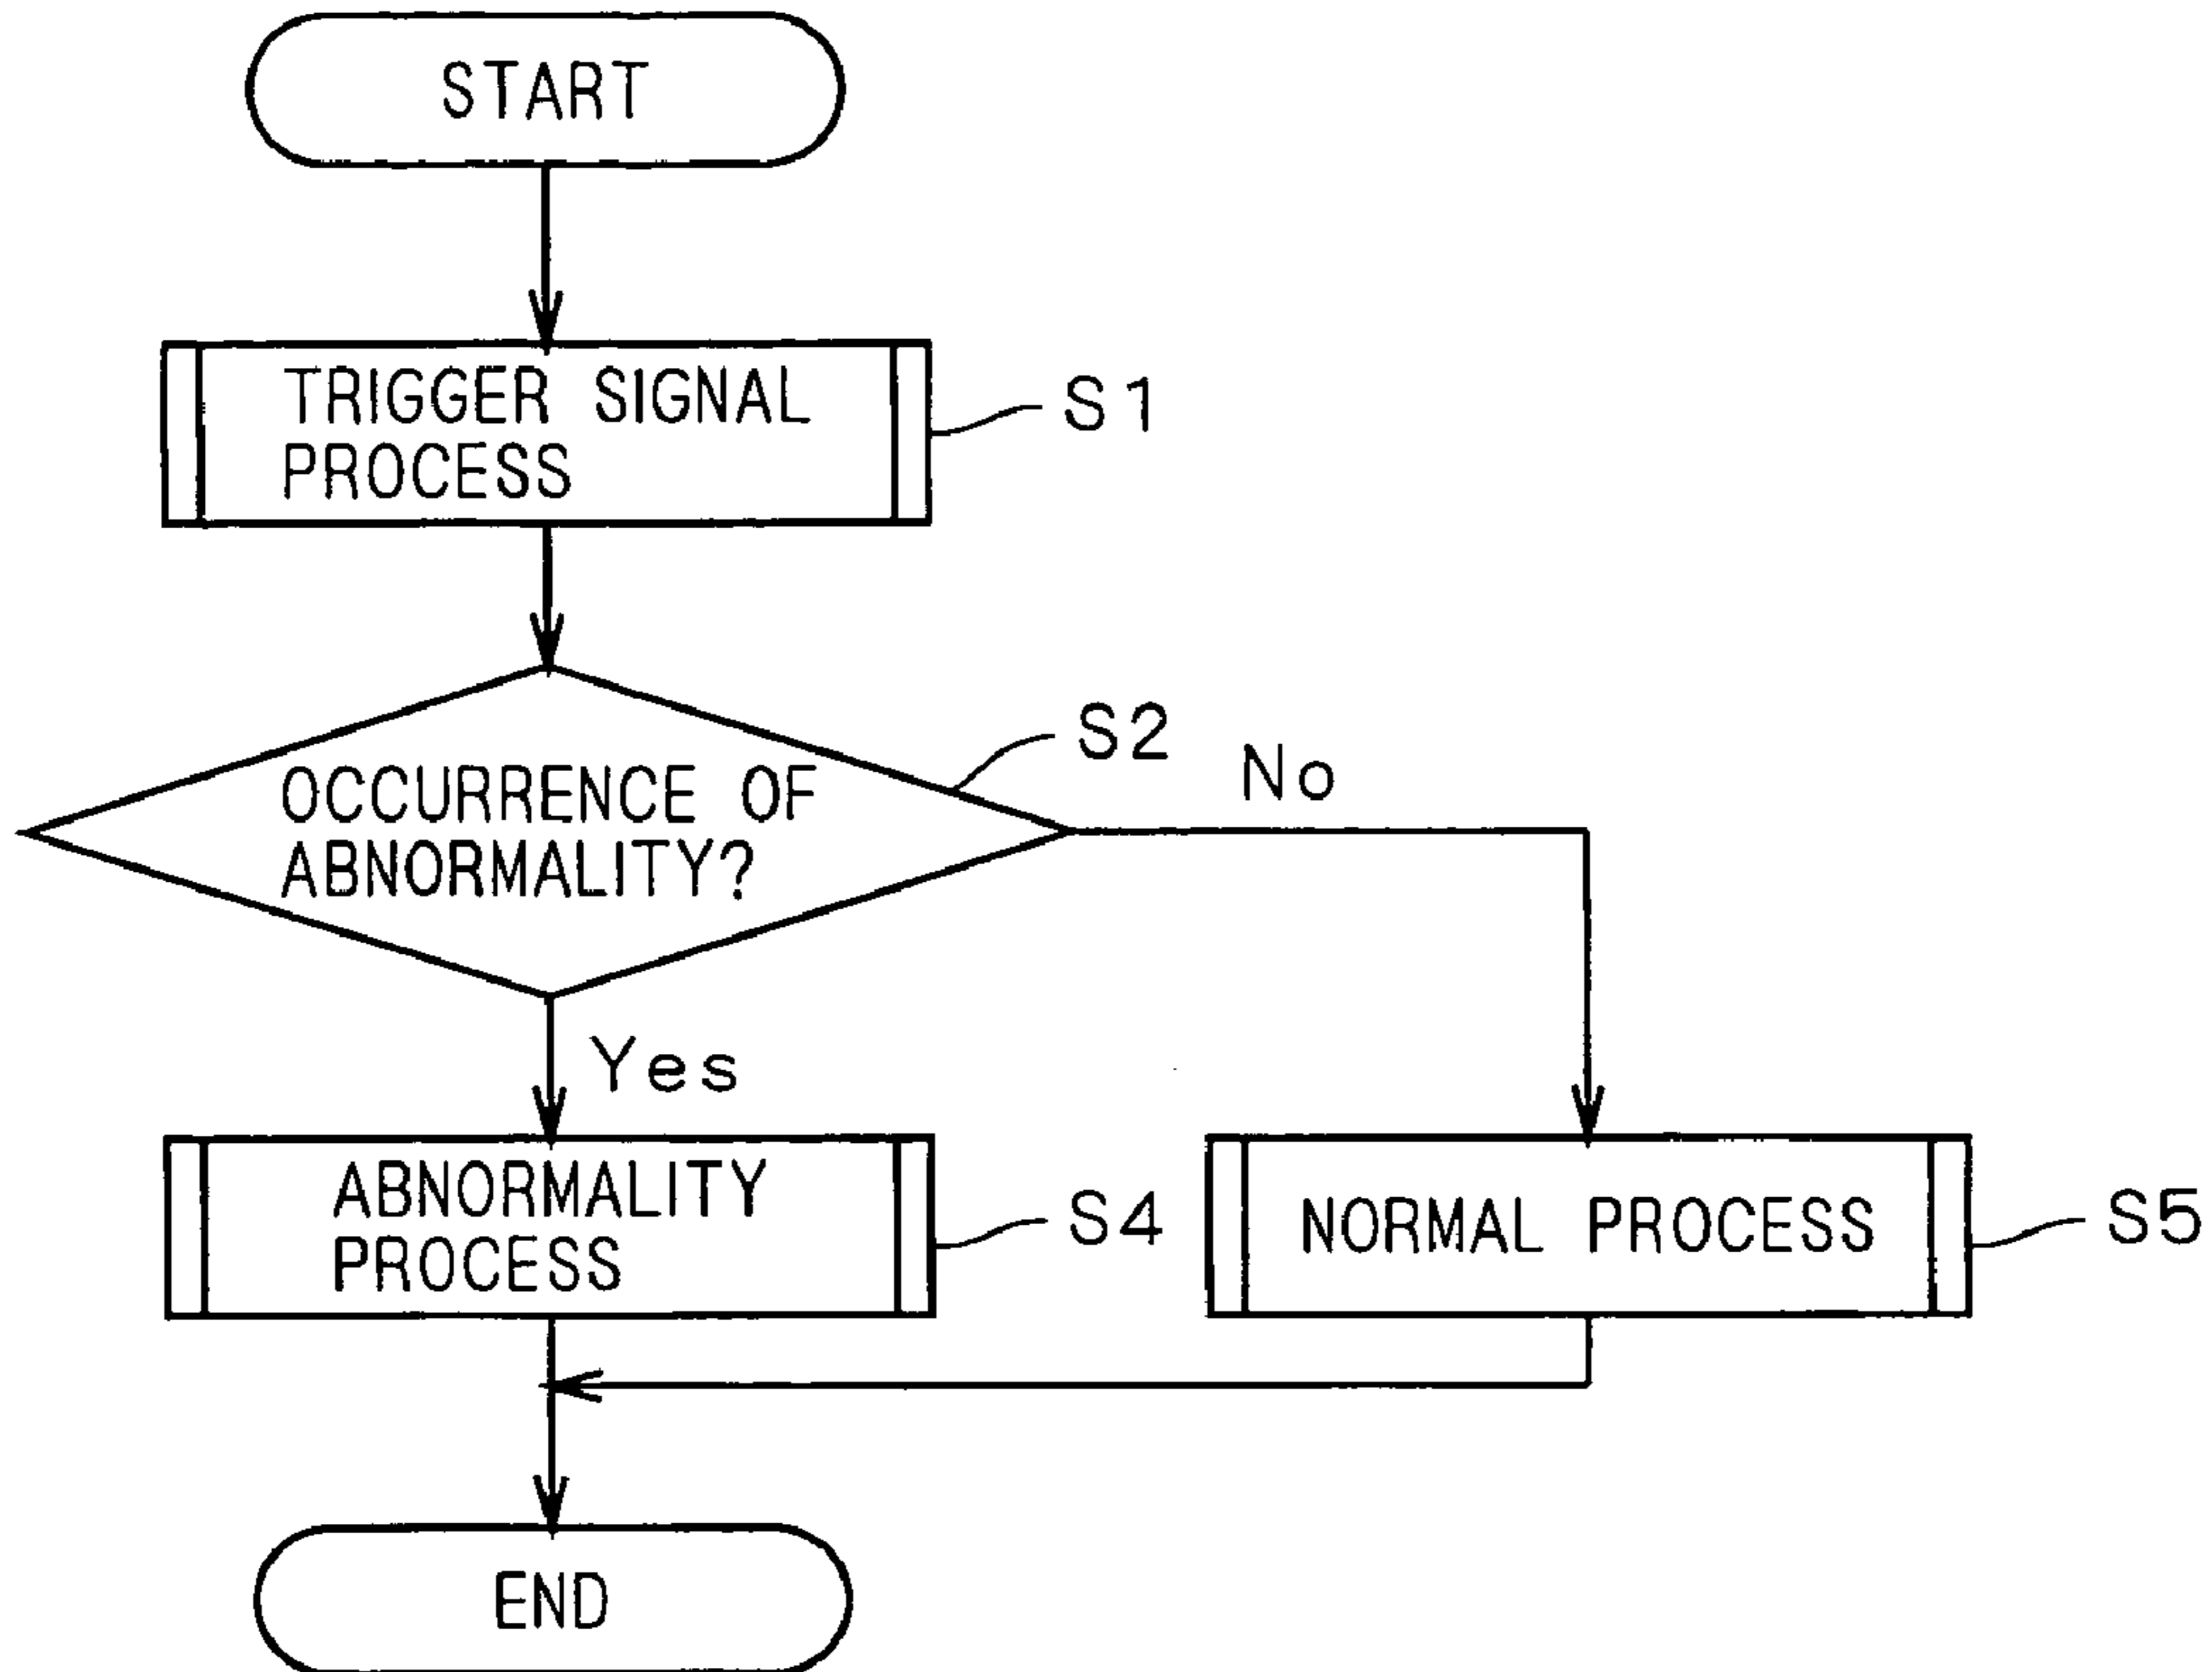 START
TRIGGER SIGNAL
PROCESS
S1
S2
OCCURRENCE OF
ABNORMALITY?
No
Yes
ABNORMALITY
PROCESS
S4
NORMAL PROCESS
S5
END